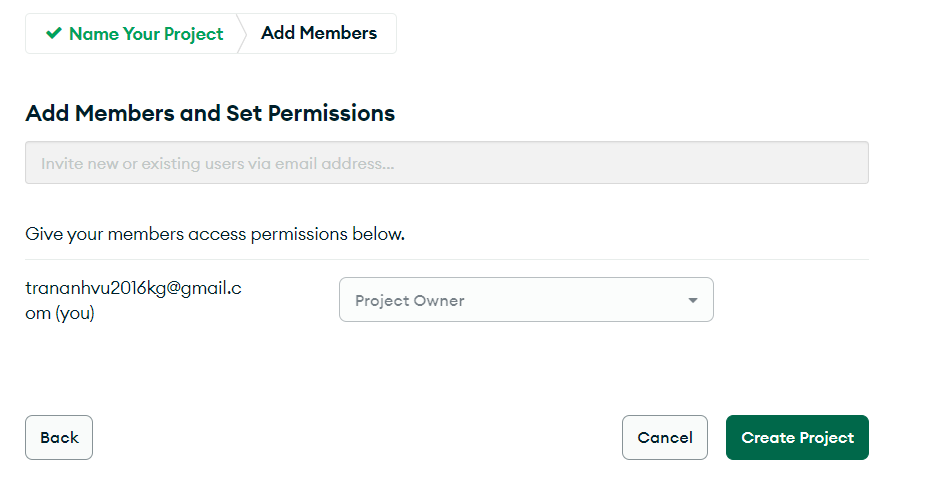 Name Your Project
Add Members
Add Members and Set Permissions
Invite new or existing users via email address...
Give your members access permissions below.
trananhvu2016kg@gmail.c
om (you)
Project Owner
Back
Cancel
Create Project